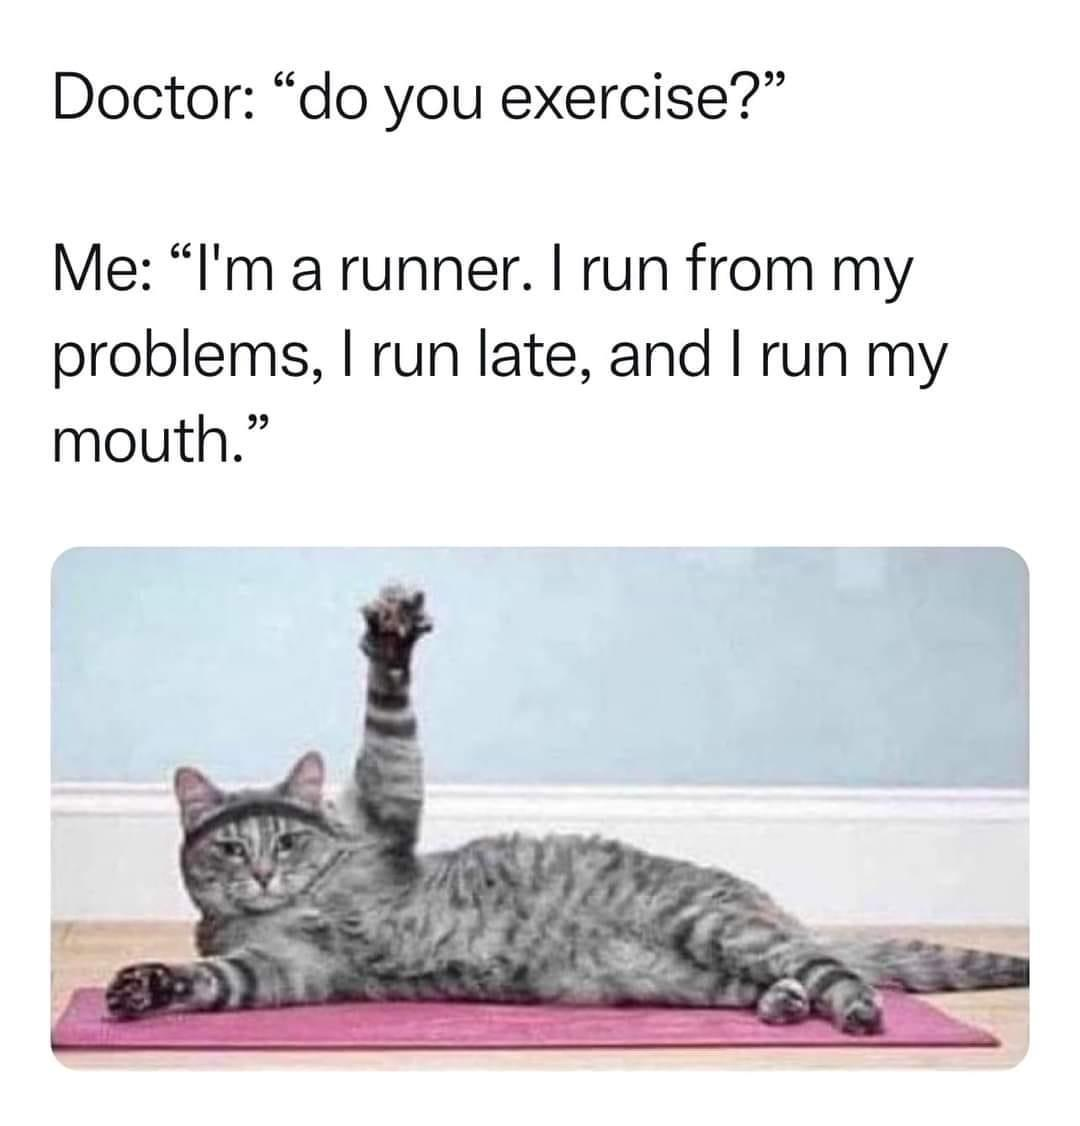 Doctor: “do you exercise?”
Me: “I'm a runner. I run from my
problems, I run late, and I run my
mouth.”